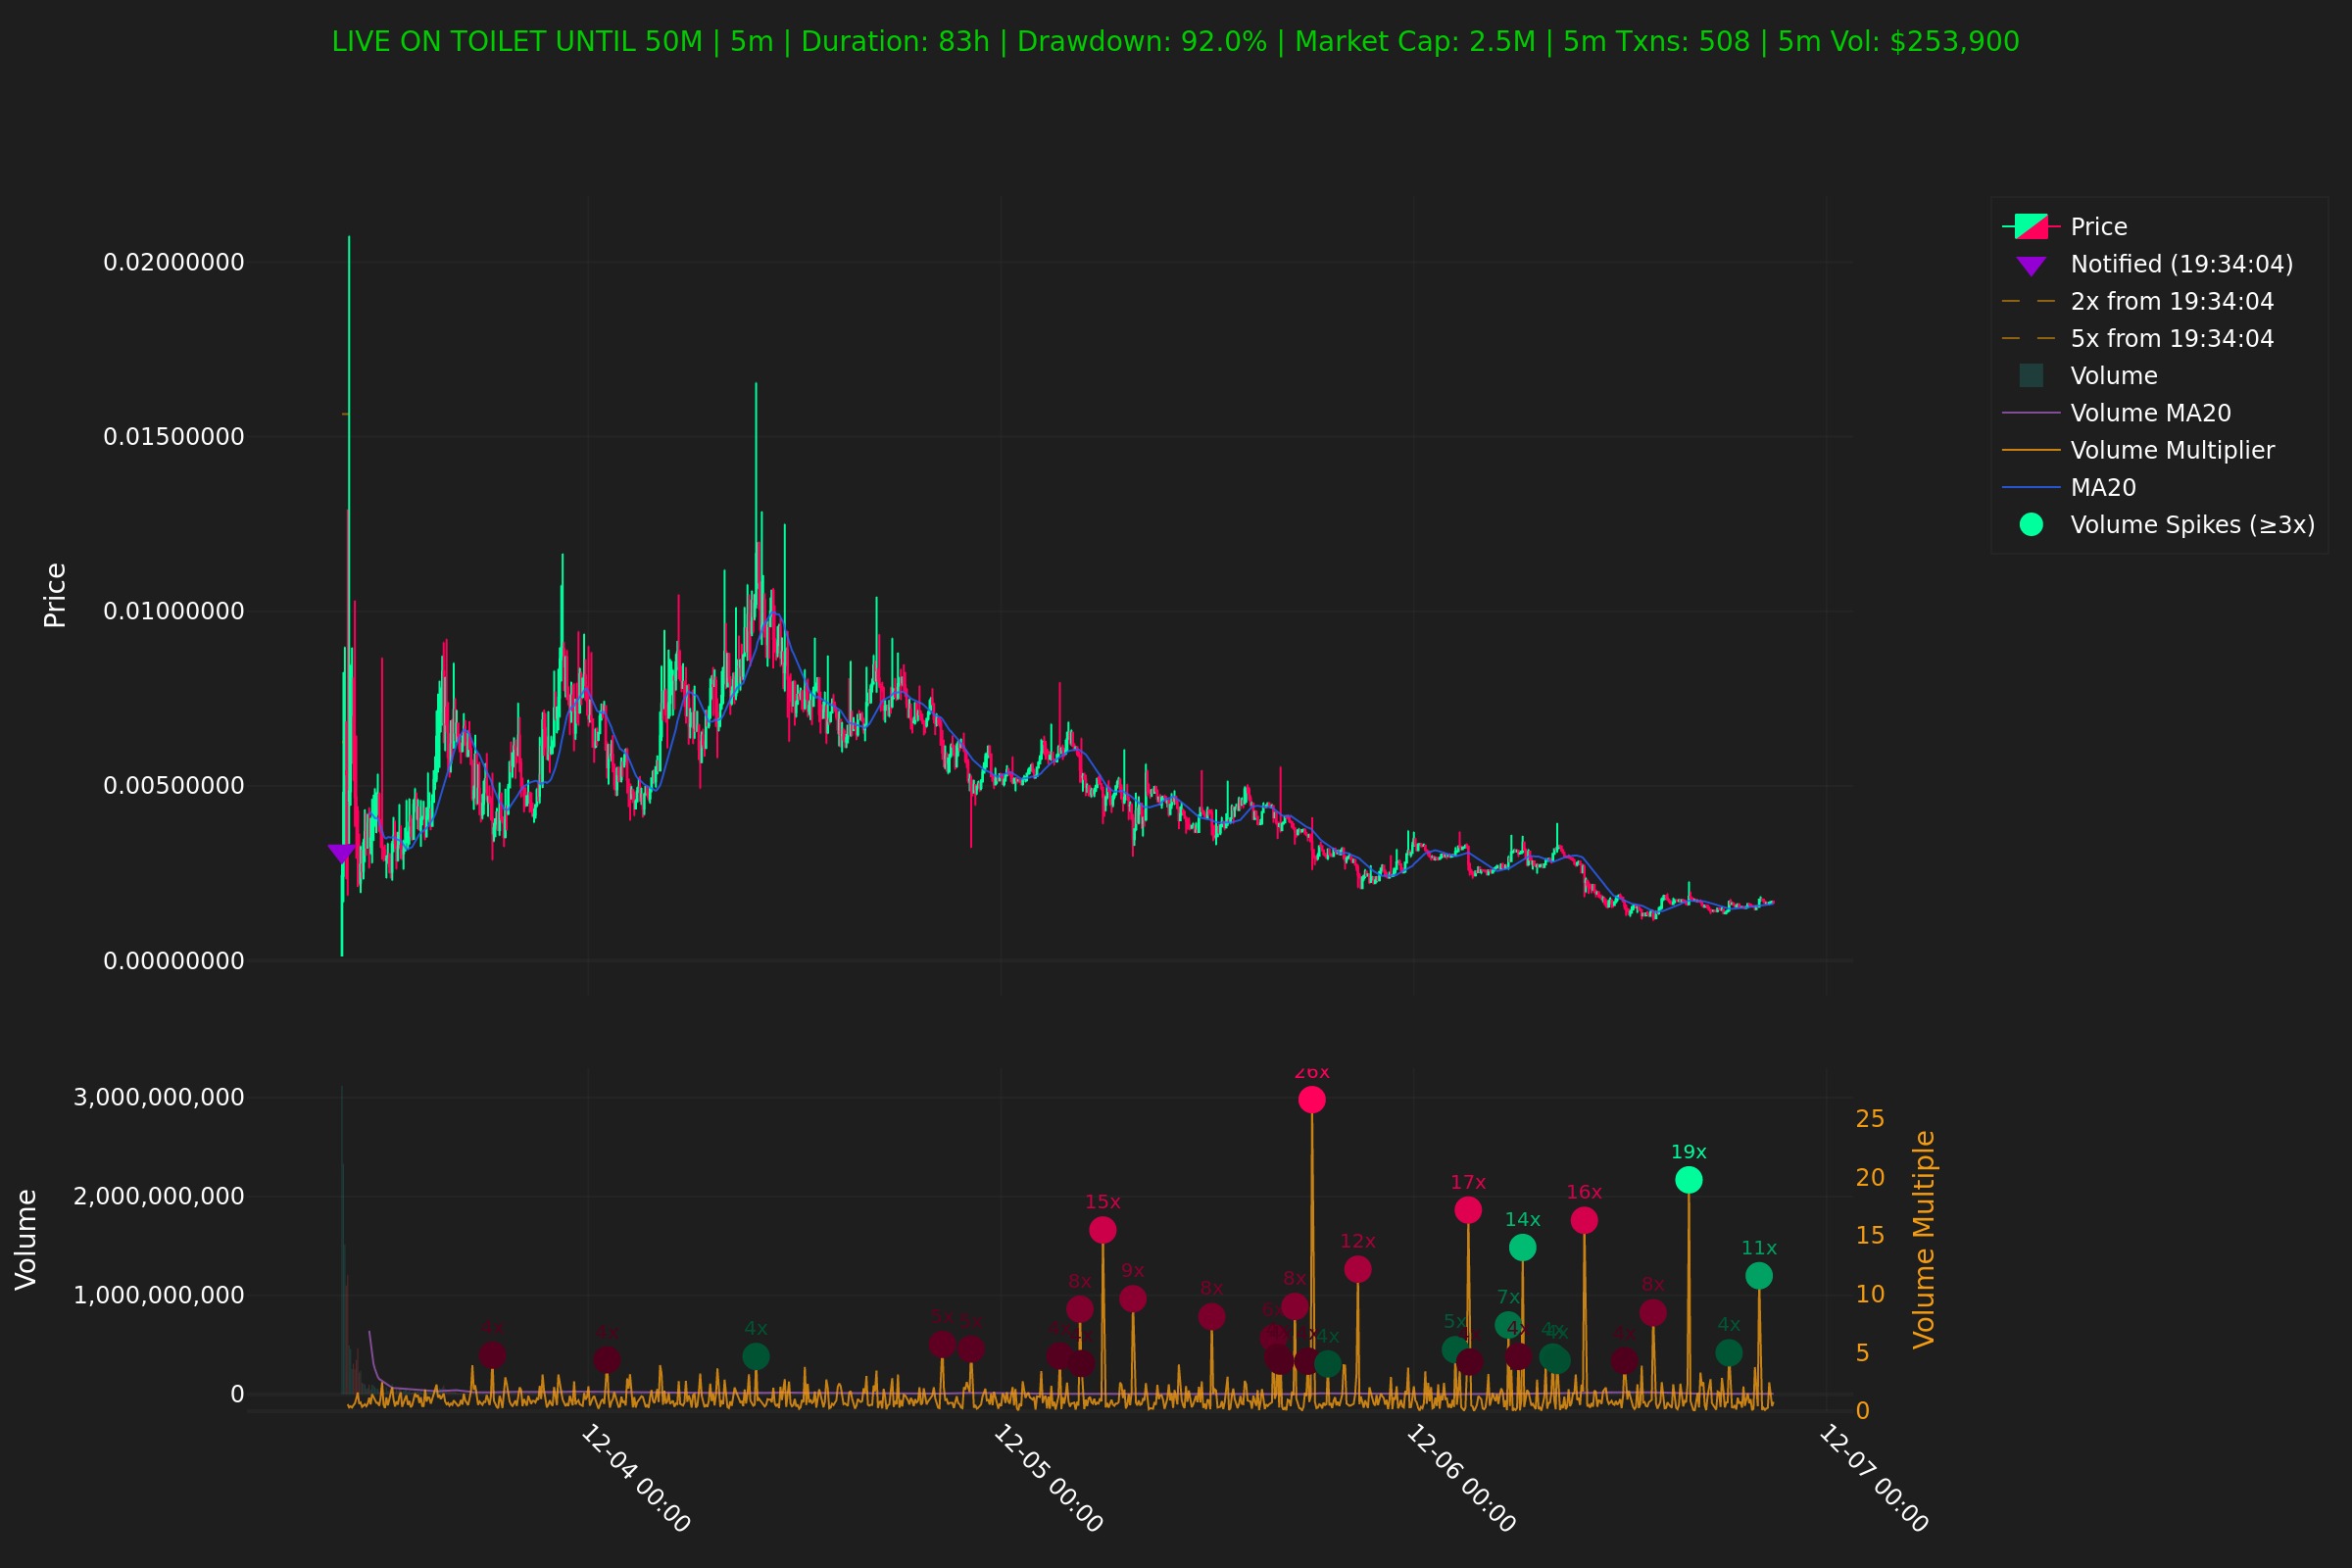 LIVE ON TOILET UNTIL 50M | 5m | Duration: 83h | Drawdown: 92.0% | Market Cap: 2.5M | 5m Txns: 508 | 5m Vol: $253,900
Price
0.02000000
0.01500000
0.01000000
0.00500000
0.00000000
Price
Notified (19:34:04)
2x from 19:34:04
5x from 19:34:04
Volume
Volume MA20
Volume Multiplier
MA20
Volume Spikes (≥3x)
Volume
3,000,000,000
2,000,000,000
1,000,000,000
0
4x
8x
15x
9x
8x
8x
26x
4x
12x
5x
17x
7x
14x
4x
16x
8x
19x
4x
11x
25
20
15
10
5
0
Volume Multiple
12-04 00:00
12-05 00:00
12-06 00:00
12-07 00:00